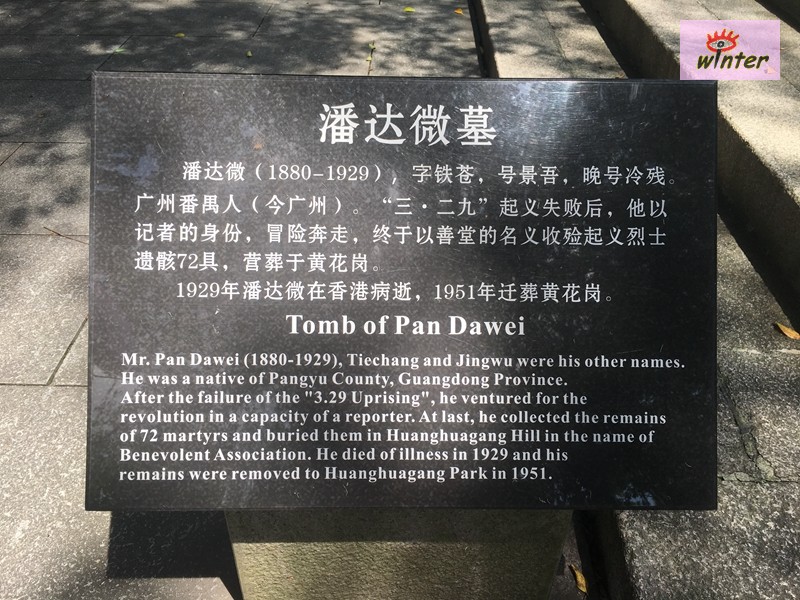 winter
潘达微墓
潘达微(1880-1929),字铁苍,号景吾,晚号冷残。
广州番禺人(今广州)。“三·二九”起义失败后,他以
记者的身份,冒险奔走,终于以善堂的名义收殓起义烈士
遗骸72具,营葬于黄花岗。
1929年潘达微在香港病逝,1951年迁葬黄花岗。
Tomb of Pan Dawei
Mr. Pan Dawei (1880-1929), Tiechang and Jingwu were his other names.
He was a native of Pangyu County, Guangdong Province.
After the failure of the "3.29 Uprising", he ventured for the
revolution in a capacity of a reporter. At last, he collected the remains
of 72 martyrs and buried them in Huanghuagang Hill in the name of
Benevolent Association. He died of illness in 1929 and his
remains were removed to Huanghuagang Park in 1951.